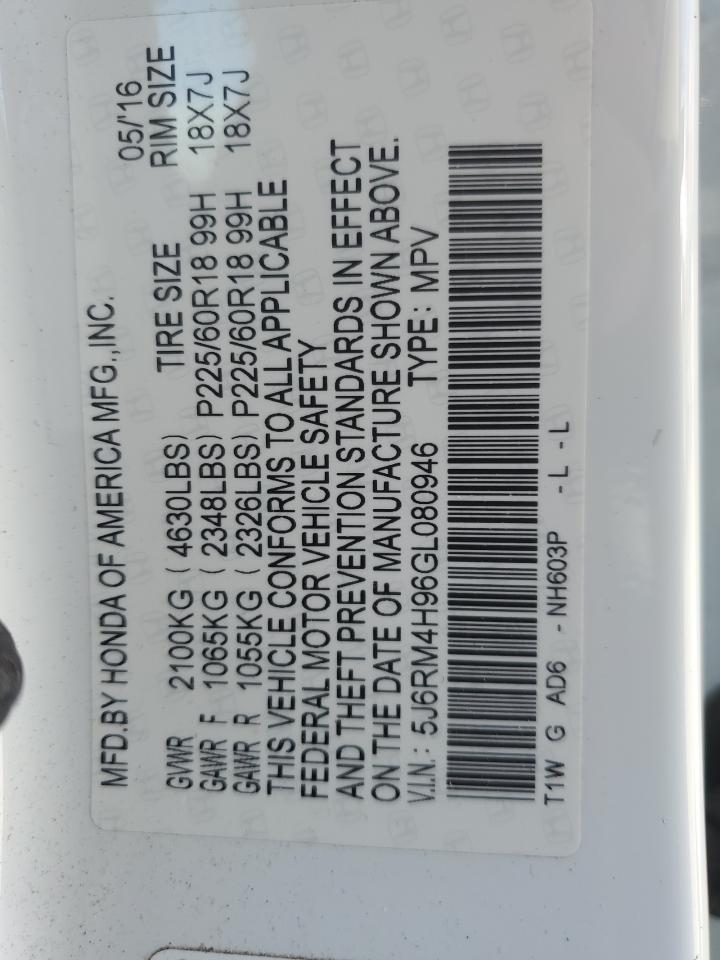 MFD.BY HONDA OF AMERICA MFG.,INC. 05/'16
GVWR 2100KG ( 4630LBS) TIRE SIZE RIM SIZE
GAWR F 1065KG ( 2348LBS) P225/60R18 99H 18X7J
GAWR R 1055KG ( 2326LBS) P225/60R18 99H 18X7J
THIS VEHICLE CONFORMS TO ALL APPLICABLE
FEDERAL MOTOR VEHICLE SAFETY
AND THEFT PREVENTION STANDARDS IN EFFECT
ON THE DATE OF MANUFACTURE SHOWN ABOVE.
V.I.N.: 5J6RM4H96GL080946 TYPE: MPV
T1W G AD6 - NH603P - L - L